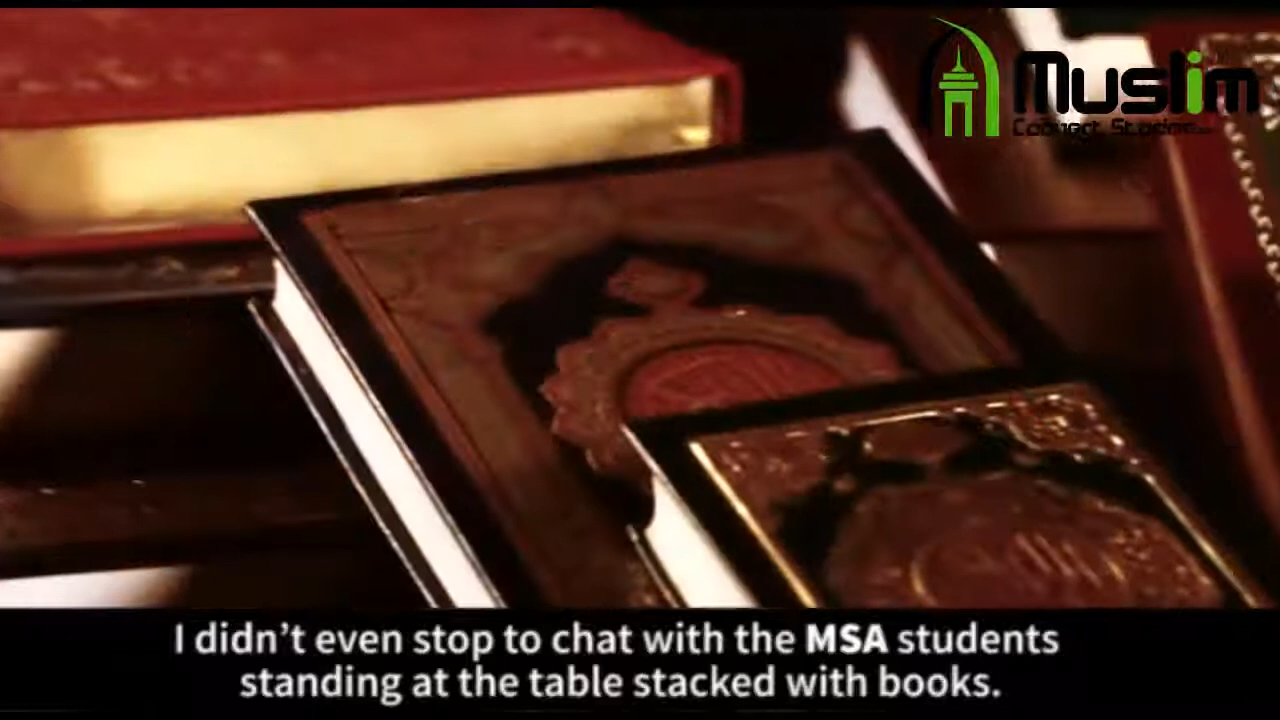 Muslim
I didn't even stop to chat with the MSA students
standing at the table stacked with books.